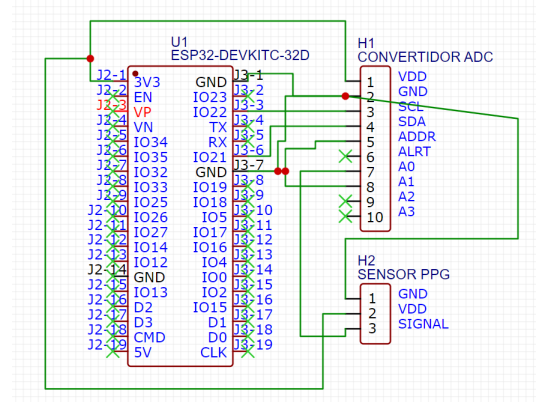 U1
ESP32-DEVKITC-32D
J2-1 3V3 GND J3-1
J2-2 EN IO23 J3-2
J2-3 VP IO22 J3-3
J2-4 VN TX J3-4
J2-5 IO34 RX J3-5
J2-6 IO35 IO21 J3-6
J2-7 IO32 GND J3-7
J2-8 IO33 IO19 J3-8
J2-9 IO25 IO18 J3-9
J2-10 IO26 IO5 J3-10
J2-11 IO27 IO17 J3-11
J2-12 IO14 IO16 J3-12
J2-13 IO12 IO4 J3-13
J2-14 GND IO0 J3-14
J2-15 IO13 IO2 J3-15
J2-16 D2 IO15 J3-16
J2-17 D3 D1 J3-17
J2-18 CMD D0 J3-18
J2-19 5V CLK J3-19
H1
CONVERTIDOR ADC
1 VDD
2 GND
3 SCL
4 SDA
5 ADDR
6 ALRT
7 A0
8 A1
9 A2
10 A3
H2
SENSOR PPG
1 GND
2 VDD
3 SIGNAL